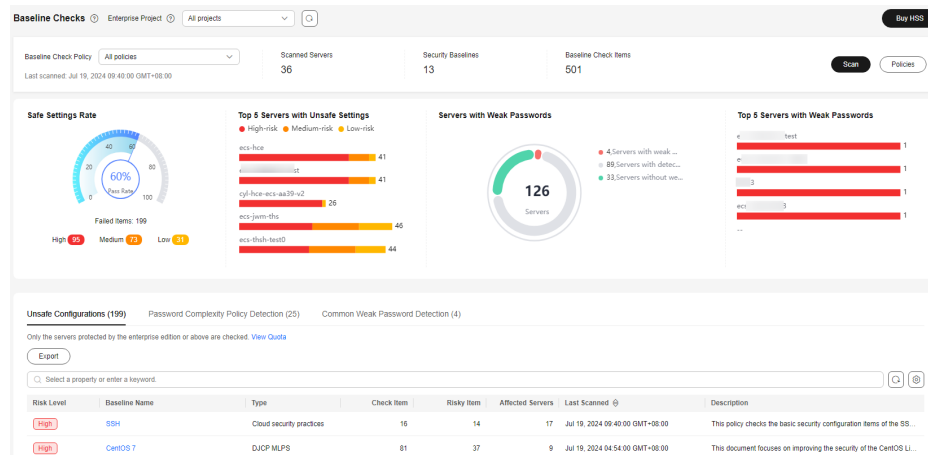 Baseline Checks Enterprise Project All projects Buy HSS
Baseline Check Policy All policies Scanned Servers Security Baselines Baseline Check Items
36 13 501 Scan Policies
Last scanned: Jul 19, 2024 09:40:00 GMT+08:00
Safe Settings Rate
0 20 40 60 80 100
60%
Pass Rate
Failed Items: 199
High 95 Medium 73 Low 31
Top 5 Servers with Unsafe Settings
High-risk Medium-risk Low-risk
ecs-hce
41
st
41
cyl-hce-ecs-aa39-v2
26
ecs-jwm-ths
46
ecs-thsh-test0
44
Servers with Weak Passwords
126
Servers
4,Servers with weak ...
89,Servers with detec...
33,Servers without we...
Top 5 Servers with Weak Passwords
e test
1
e
1
3
1
ecs 3
1
--
Unsafe Configurations (199) Password Complexity Policy Detection (25) Common Weak Password Detection (4)
Only the servers protected by the enterprise edition or above are checked. View Quota
Export
Select a property or enter a keyword.
Risk Level Baseline Name Type Check Item Risky Item Affected Servers Last Scanned Description
High SSH Cloud security practices 16 14 17 Jul 19, 2024 09:40:00 GMT+08:00 This policy checks the basic security configuration items of the SS...
High CentOS 7 DJCP MLPS 81 37 9 Jul 19, 2024 04:54:00 GMT+08:00 This document focuses on improving the security of the CentOS Li...